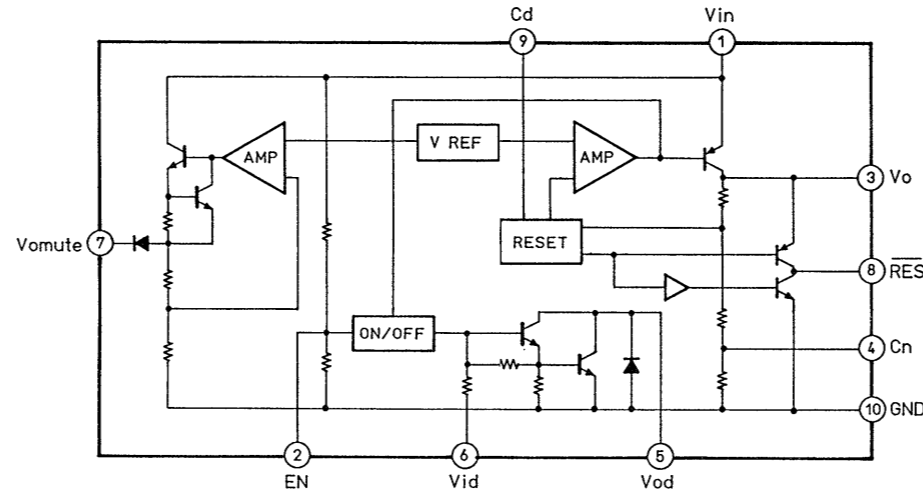 Cd
Vin
9
1
AMP
V REF
AMP
3 Vo
Vomute 7
RESET
8 RES
ON/OFF
4 Cn
10 GND
2
6
5
EN
Vid
Vod